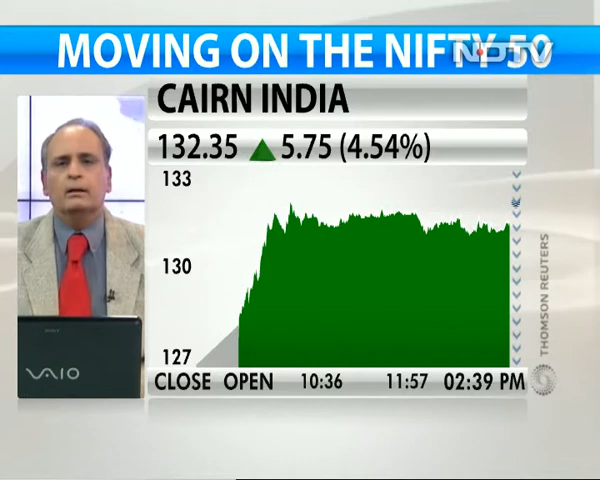 MOVING ON THE NIFTY 50
NDTV
CAIRN INDIA
132.35 ▲ 5.75 (4.54%)
133
130
127
CLOSE OPEN 10:36 11:57 02:39 PM
THOMSON REUTERS
VAIO